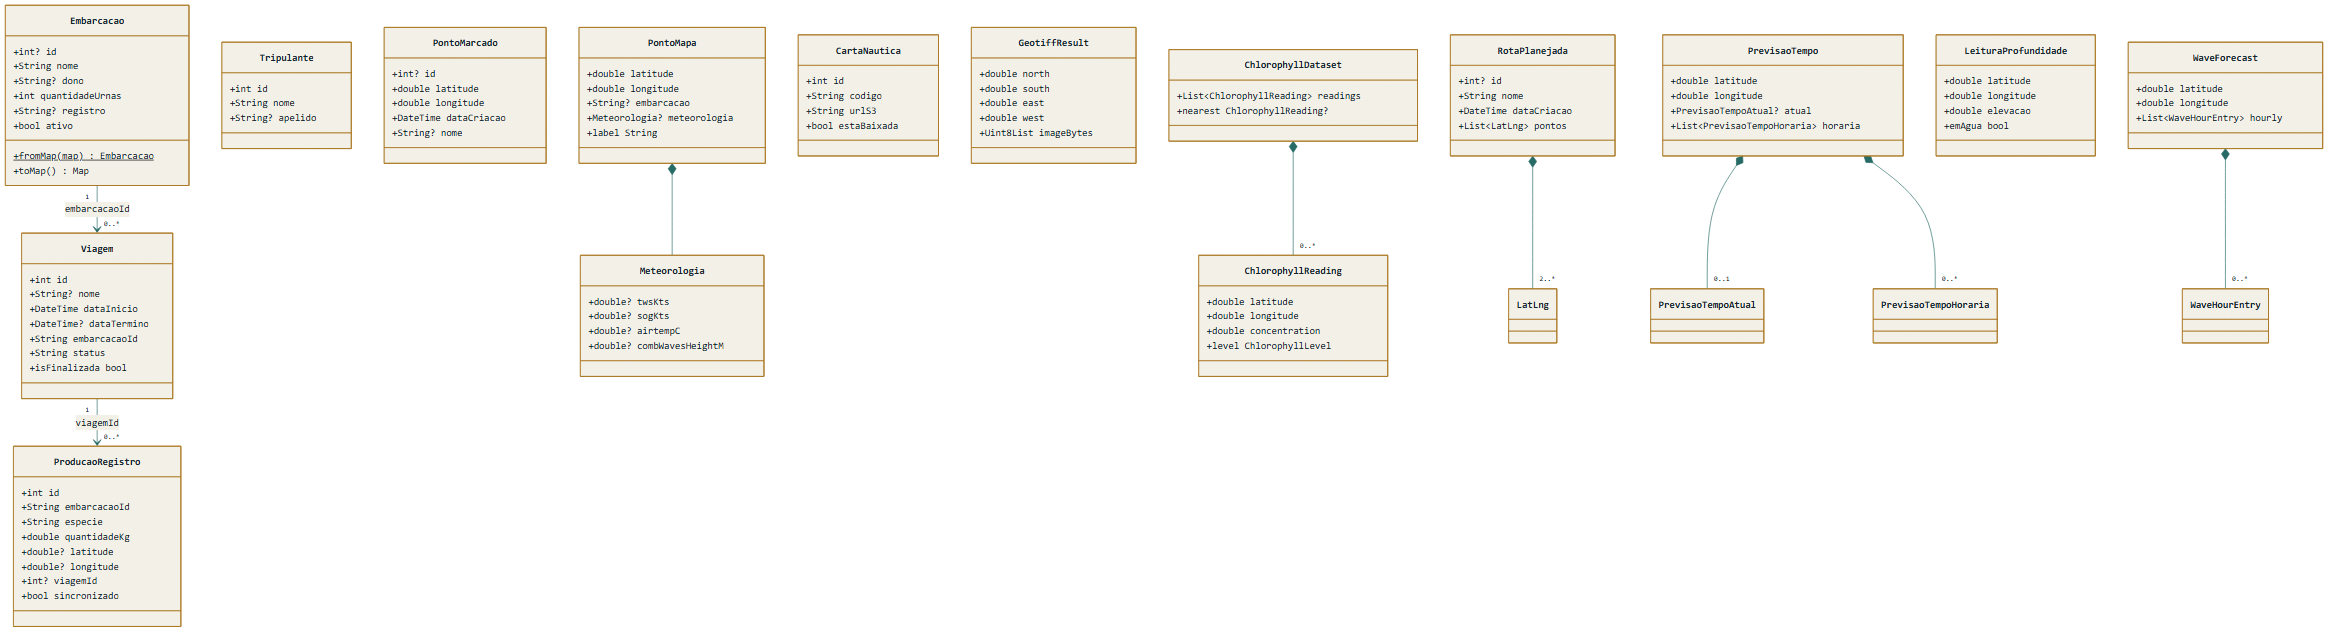 Embarcacao
+int? id
+String nome
+String? dono
+int quantidadeUrnas
+String? registro
+bool ativo
+fromMap(map) : Embarcacao
+toMap() : Map
1
embarcacaoId
0..*
Viagem
+int id
+String? nome
+DateTime dataInicio
+DateTime? dataTermino
+String embarcacaoId
+String status
+isFinalizada bool
1
viagemId
0..*
ProducaoRegistro
+int id
+String embarcacaoId
+String especie
+double quantidadeKg
+double? latitude
+double? longitude
+int? viagemId
+bool sincronizado
Tripulante
+int id
+String nome
+String? apelido
PontoMarcado
+int? id
+double latitude
+double longitude
+DateTime dataCriacao
+String? nome
PontoMapa
+double latitude
+double longitude
+String? embarcacao
+Meteorologia? meteorologia
+label String
Meteorologia
+double? twsKts
+double? sogKts
+double? airtempC
+double? combWavesHeightM
CartaNautica
+int id
+String codigo
+String urlS3
+bool estaBaixada
GeotiffResult
+double north
+double south
+double east
+double west
+Uint8List imageBytes
ChlorophyllDataset
+List<ChlorophyllReading> readings
+nearest ChlorophyllReading?
0..*
ChlorophyllReading
+double latitude
+double longitude
+double concentration
+level ChlorophyllLevel
RotaPlanejada
+int? id
+String nome
+DateTime dataCriacao
+List<LatLng> pontos
2..*
LatLng
PrevisaoTempo
+double latitude
+double longitude
+PrevisaoTempoAtual? atual
+List<PrevisaoTempoHoraria> horaria
0..1
PrevisaoTempoAtual
0..*
PrevisaoTempoHoraria
LeituraProfundidade
+double latitude
+double longitude
+double elevacao
+emAgua bool
WaveForecast
+double latitude
+double longitude
+List<WaveHourEntry> hourly
0..*
WaveHourEntry